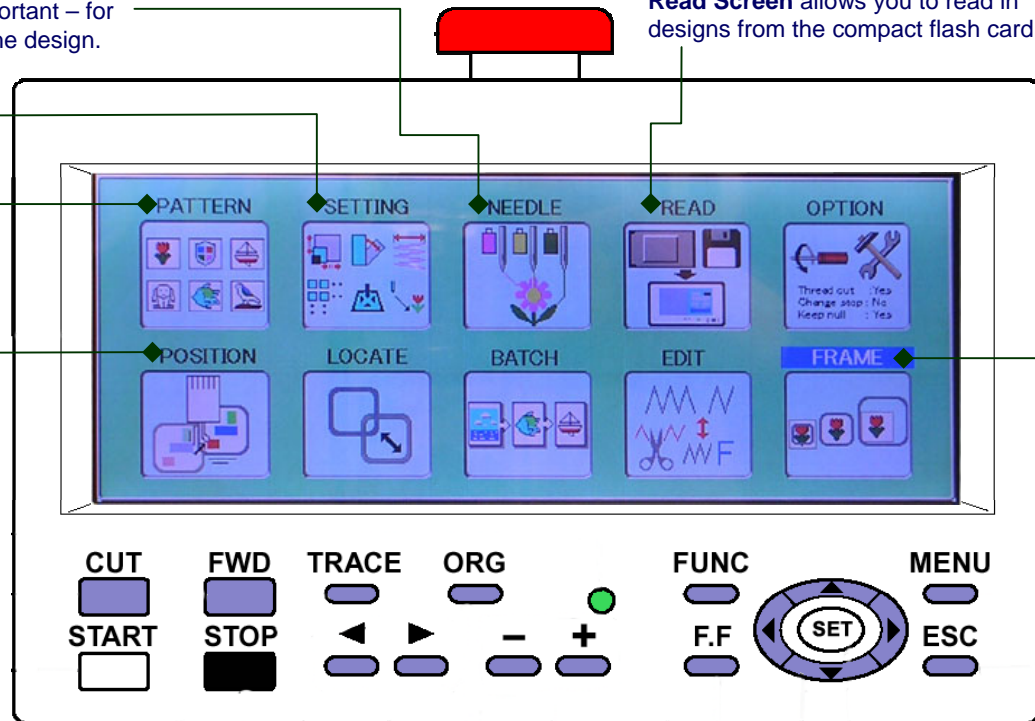 ortant – for
ne design.
Read Screen allows you to read in
designs from the compact flash card
PATTERN SETTING NEEDLE READ OPTION
Thread cut :Yes
Change stop : No
Keep null : Yes
POSITION LOCATE BATCH EDIT FRAME
F
CUT FWD TRACE ORG FUNC MENU
START STOP – + F.F SET ESC